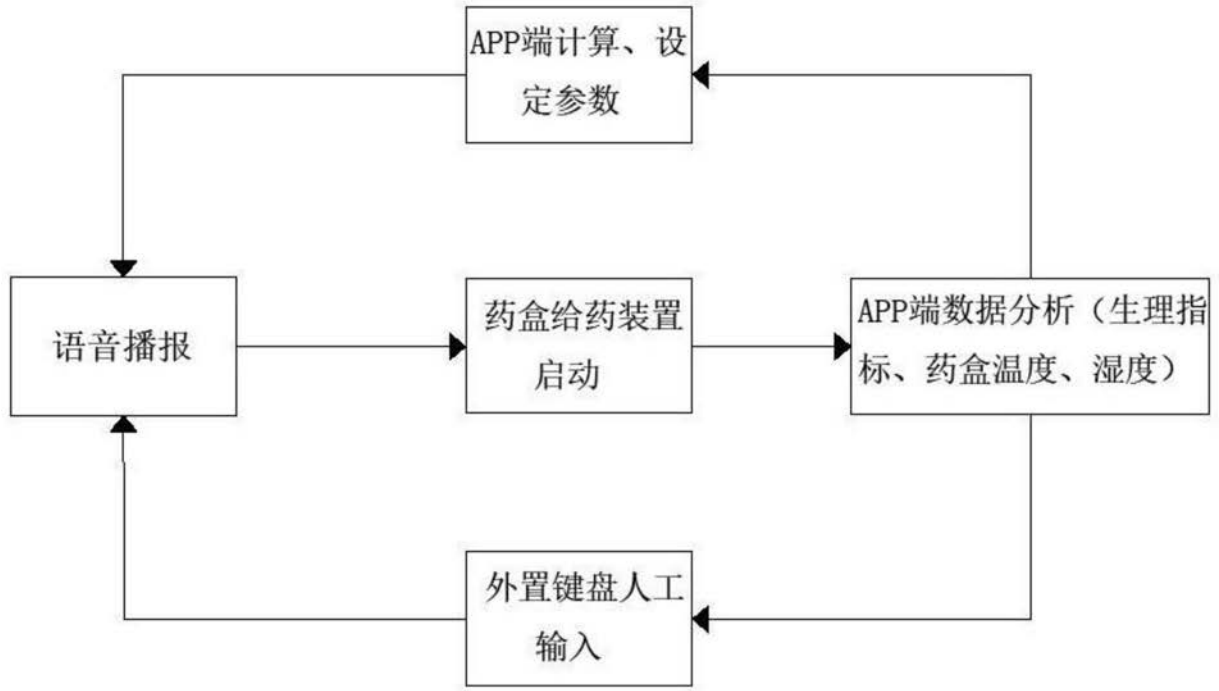 APP端计算、设
定参数
语音播报
药盒给药装置
启动
APP端数据分析（生理指
标、药盒温度、湿度）
外置键盘人工
输入